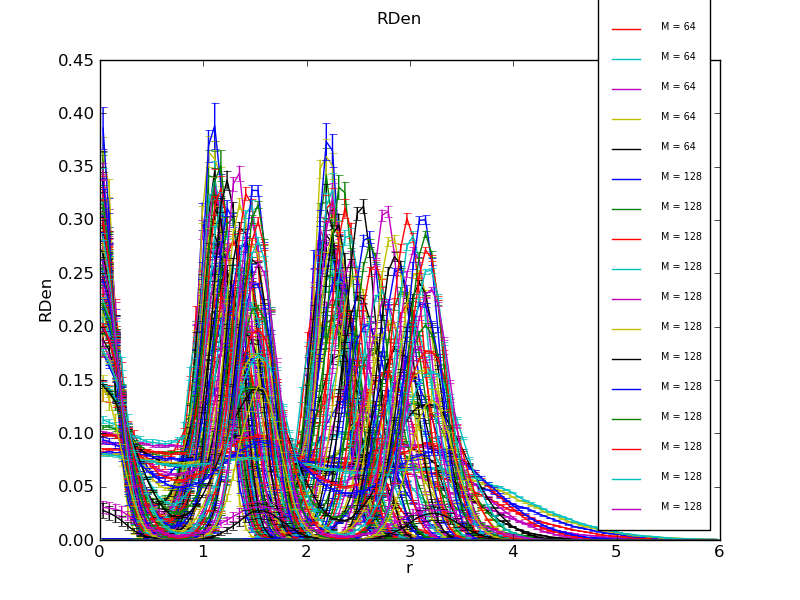 RDen
M = 64
M = 64
M = 64
M = 64
M = 64
M = 128
M = 128
M = 128
M = 128
M = 128
M = 128
M = 128
M = 128
M = 128
M = 128
M = 128
M = 128
0.45
0.40
0.35
0.30
0.25
0.20
0.15
0.10
0.05
0.00
RDen
0 1 2 3 4 5 6
r